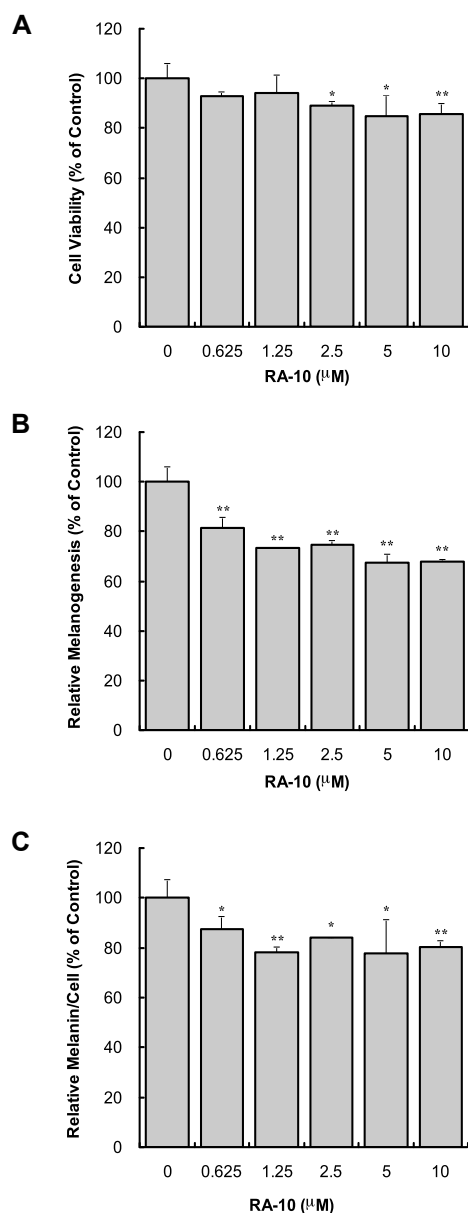 A
Cell Viability (% of Control)
120
100
80
60
40
20
0
* * **
0 0.625 1.25 2.5 5 10
RA-10 (μM)
B
Relative Melanogenesis (% of Control)
120
100
80
60
40
20
0
** ** ** ** **
0 0.625 1.25 2.5 5 10
RA-10 (μM)
C
Relative Melanin/Cell (% of Control)
120
100
80
60
40
20
0
* ** * * **
0 0.625 1.25 2.5 5 10
RA-10 (μM)